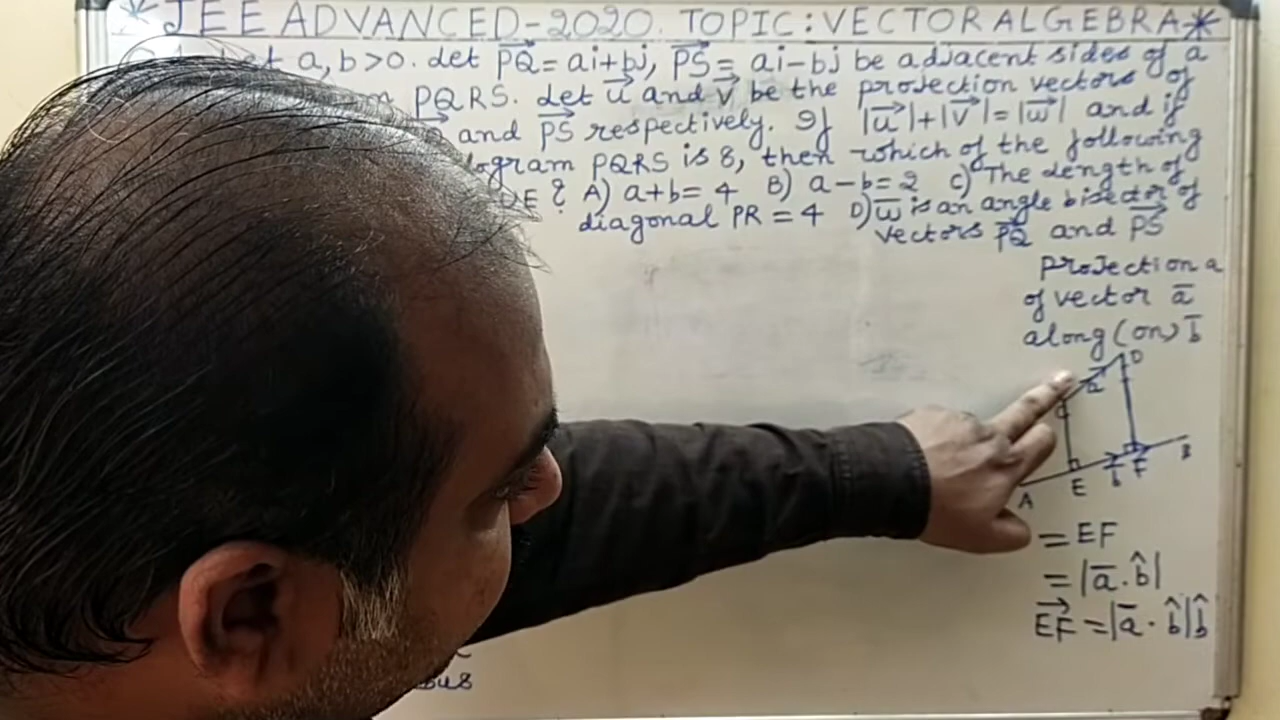 JEE ADVANCED-2020. TOPIC: VECTOR ALGEBRA
a, b > 0. Let PQ = ai+bj, PS = ai-bj be adjacent sides of a
PQRS. Let u and v be the projection vectors of
and PS respectively. If |u|+|v|=|w| and if
PQRS is 8, then which of the following
? A) a+b=4 B) a-b=2 C) The length of
diagonal PR = 4 D) w is an angle bisector of
vectors PQ and PS
projection a
of vector a
along (on) b
D
a
C
B
F
b
E
A
= EF
= |a.b̂|
EF = |a.b̂|b̂